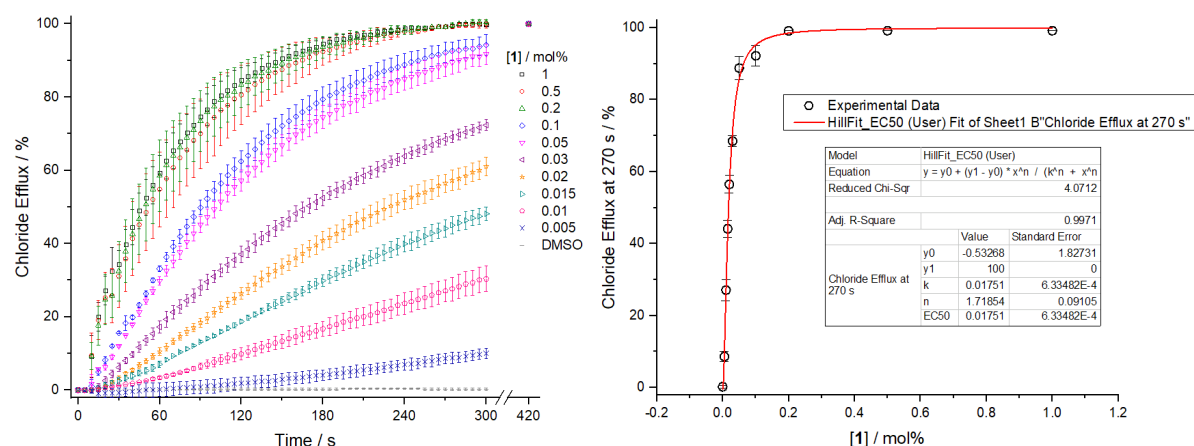 100
80
60
40
20
0
Chloride Efflux / %
0 60 120 180 240 300 420
Time / s
[1] / mol%
1
0.5
0.2
0.1
0.05
0.03
0.02
0.015
0.01
0.005
DMSO
100
80
60
40
20
0
Chloride Efflux at 270 s / %
-0.2 0.0 0.2 0.4 0.6 0.8 1.0 1.2
[1] / mol%
Experimental Data
HillFit_EC50 (User) Fit of Sheet1 B"Chloride Efflux at 270 s"
Model HillFit_EC50 (User)
Equation y = y0 + (y1 - y0) * x^n / (k^n + x^n
Reduced Chi-Sqr 4.0712
Adj. R-Square 0.9971
Value Standard Error
Chloride Efflux at 270 s y0 -0.53268 1.82731
y1 100 0
k 0.01751 6.33482E-4
n 1.71854 0.09105
EC50 0.01751 6.33482E-4